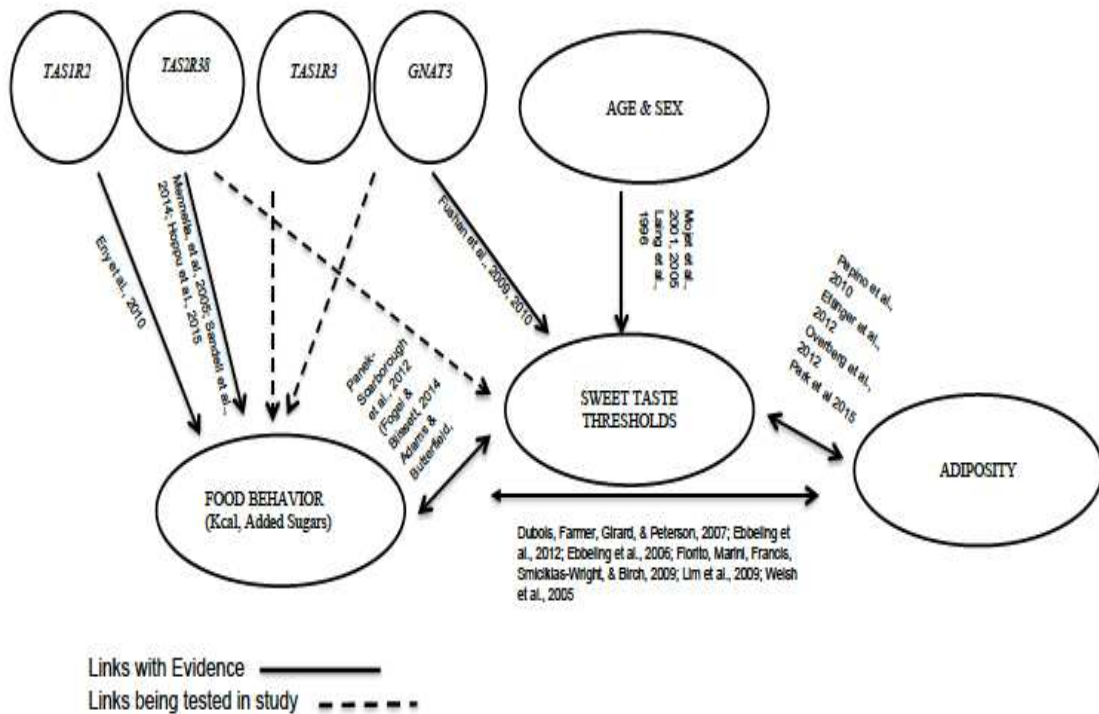 TAS1R2
TAS2R38
TAS1R3
GNAT3
AGE & SEX
Eny et al., 2010
Mennella, et al, 2005; Sandell et al.,
2014; Hoppu et al., 2015
Fushan et al., 2009, 2010
Mojet et al.,
2001, 2005
Laing et al.,
1996
Panek-
Scarborough
et al., 2012
(Fogel &
Blissett, 2014
Adams &
Butterfield,
Pepino et al.,
2010
Ettinger et al.,
2012
Overberg et al.,
2012
Park et al 2015
SWEET TASTE
THRESHOLDS
ADIPOSITY
FOOD BEHAVIOR
(Kcal, Added Sugars)
Dubois, Farmer, Girard, & Peterson, 2007; Ebbeling
et al., 2012; Ebbeling et al., 2006; Fiorito, Marini, Francis,
Smiciklas-Wright, & Birch, 2009; Lim et al., 2009; Welsh
et al., 2005
Links with Evidence
Links being tested in study